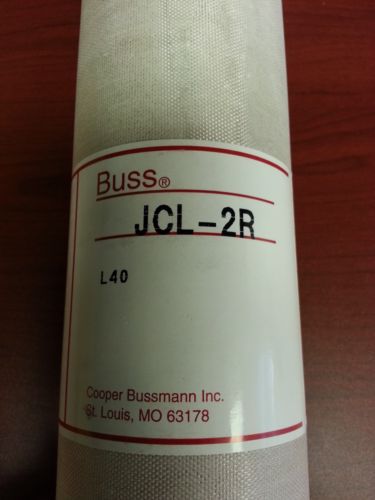 Buss®
JCL-2R
L40
Cooper Bussmann Inc.
St. Louis, MO 63178